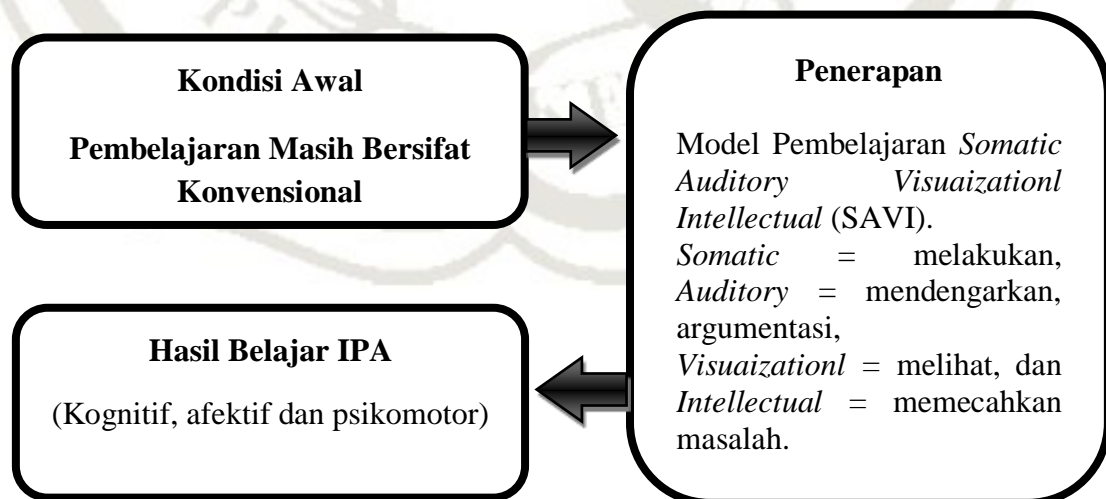 Kondisi Awal
Pembelajaran Masih Bersifat
Konvensional
Penerapan
Model Pembelajaran Somatic
Auditory Visuaizationl
Intellectual (SAVI).
Somatic = melakukan,
Auditory = mendengarkan,
argumentasi,
Visuaizationl = melihat, dan
Intellectual = memecahkan
masalah.
Hasil Belajar IPA
(Kognitif, afektif dan psikomotor)